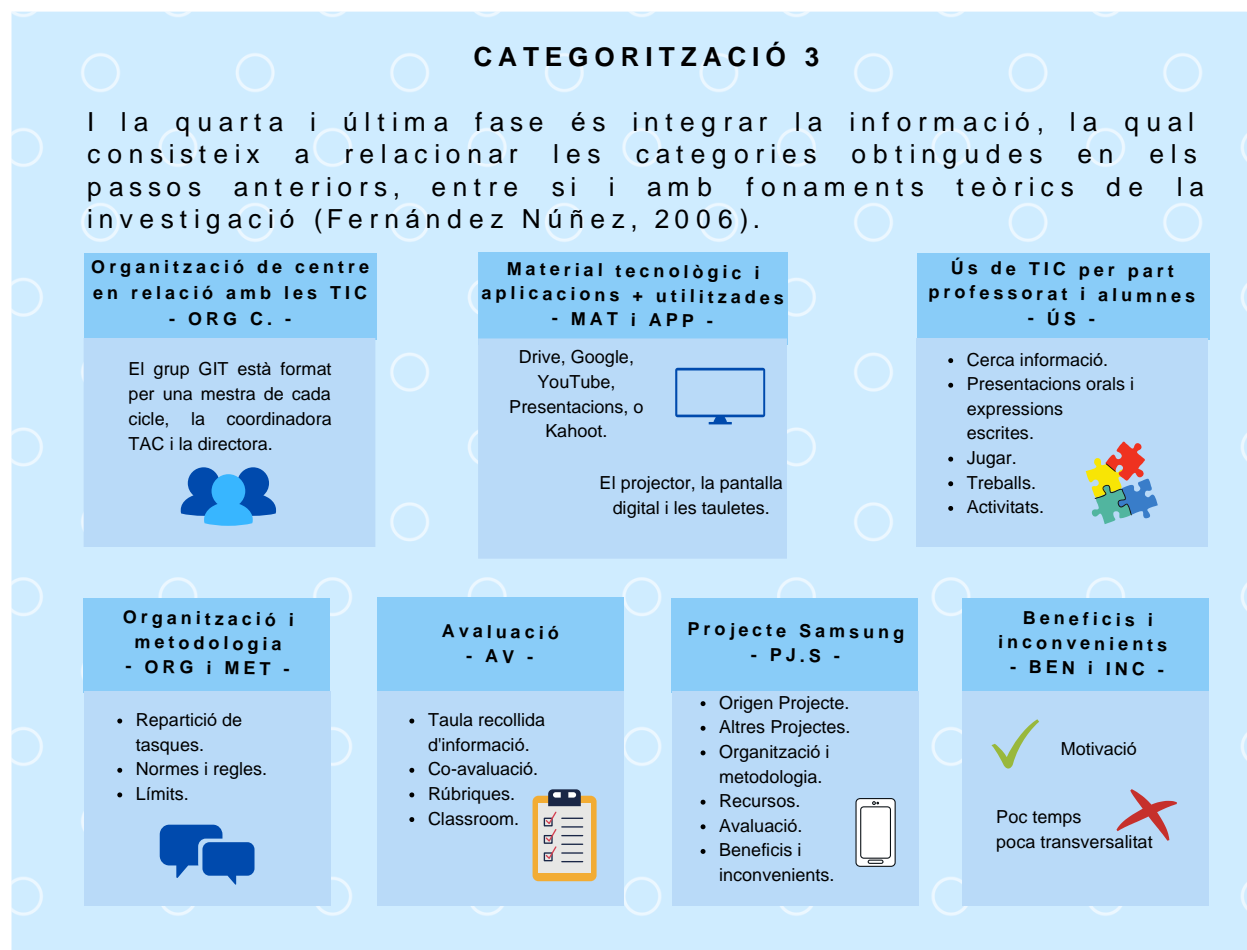 CATEGORITZACIÓ 3
I la quarta i última fase és integrar la informació, la qual
consisteix a relacionar les categories obtingudes en els
passos anteriors, entre si i amb fonaments teòrics de la
investigació (Fernández Núñez, 2006).
Organització de centre
en relació amb les TIC
- ORG C. -
El grup GIT està format
per una mestra de cada
cicle, la coordinadora
TAC i la directora.
Material tecnològic i
aplicacions + utilitzades
- MAT i APP -
Drive, Google,
YouTube,
Presentacions, o
Kahoot.
El projector, la pantalla
digital i les tauletes.
Ús de TIC per part
professorat i alumnes
- ÚS -
• Cerca informació.
• Presentacions orals i
expressions
escrites.
• Jugar.
• Treballs.
• Activitats.
Organització i
metodologia
- ORG i MET -
• Repartició de
tasques.
• Normes i regles.
• Límits.
Avaluació
- AV -
• Taula recollida
d'informació.
• Co-avaluació.
• Rúbriques.
• Classroom.
Projecte Samsung
- PJ.S -
• Origen Projecte.
• Altres Projectes.
• Organització i
metodologia.
• Recursos.
• Avaluació.
• Beneficis i
inconvenients.
Beneficis i
inconvenients
- BEN i INC -
Motivació
Poc temps
poca transversalitat